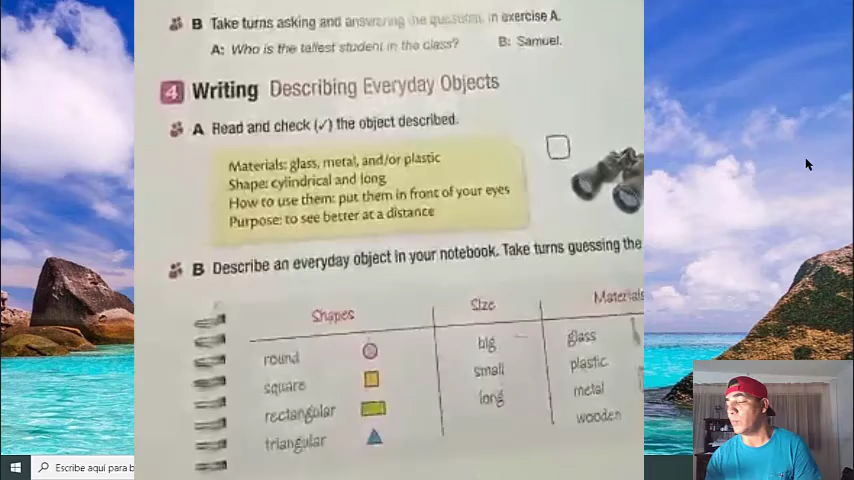 B Take turns asking and answering the question in exercise A.
A: Who is the tallest student in the class? B: Samuel.
4 Writing Describing Everyday Objects
A Read and check (✓) the object described.
Materials: glass, metal, and/or plastic
Shape: cylindrical and long
How to use them: put them in front of your eyes
Purpose: to see better at a distance
B Describe an everyday object in your notebook. Take turns guessing the
Shapes Size Materials
round big glass
square small plastic
rectangular long metal
triangular wooden
Escribe aquí para b